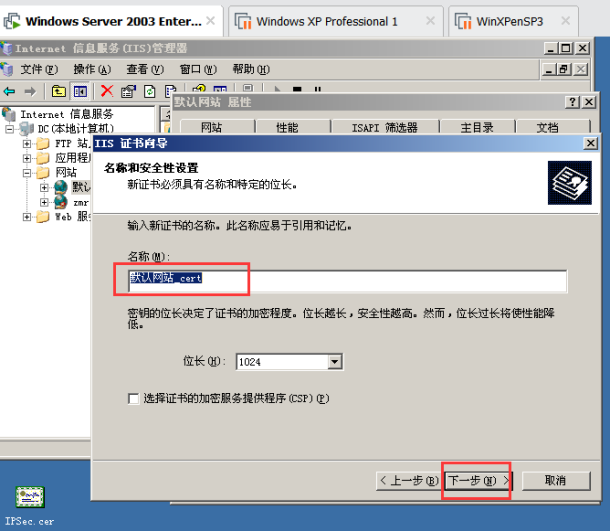 Windows Server 2003 Enter... × Windows XP Professional 1 × WinXPenSP3 ×
Internet 信息服务(IIS)管理器
文件(F) 操作(A) 查看(V) 窗口(W) 帮助(H)
默认网站 属性
Internet 信息服务
DC(本地计算机)
网站 性能 ISAPI 筛选器 主目录 文档
FTP 站
应用程
网站
默认
zmr
Web 服
IIS 证书向导
名称和安全性设置
新证书必须具有名称和特定的位长。
输入新证书的名称。此名称应易于引用和记忆。
名称(M):
默认网站_cert
密钥的位长决定了证书的加密程度。位长越长，安全性越高。然而，位长过长将使性能降
低。
位长(H): 1024
选择证书的加密服务提供程序(CSP)(P)
< 上一步(B) 下一步(N) > 取消
IPSec.cer